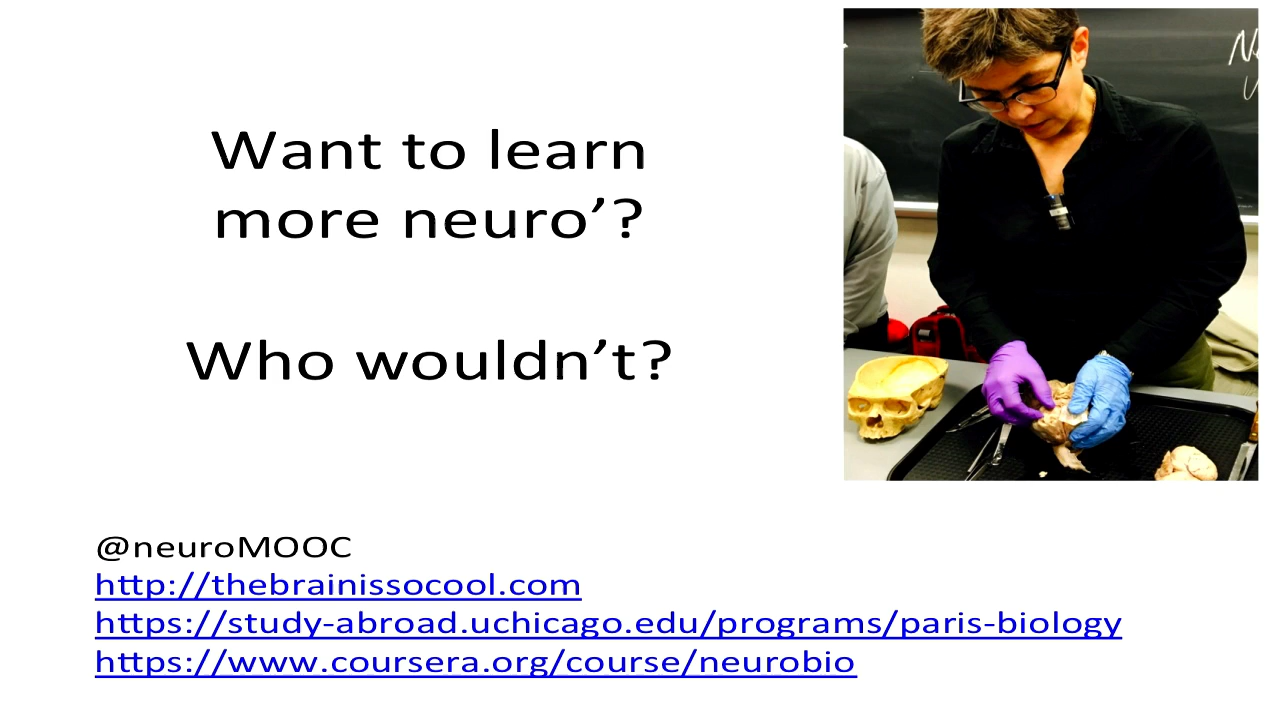 Want to learn
more neuro’?
Who wouldn’t?
@neuroMOOC
http://thebrainissocool.com
https://study-abroad.uchicago.edu/programs/paris-biology
https://www.coursera.org/course/neurobio